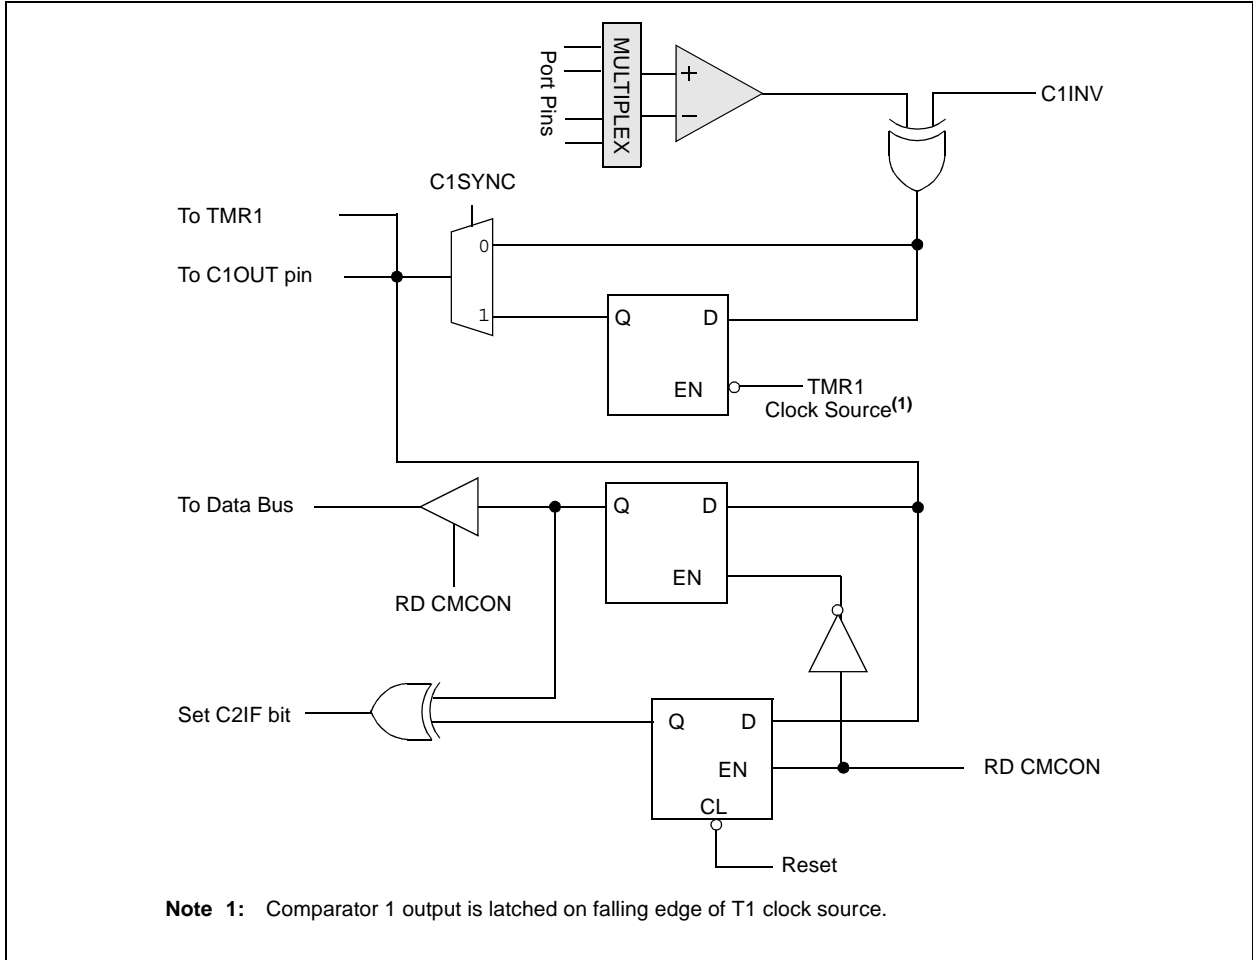 Port Pins
MULTIPLEX
+
−
C1INV
C1SYNC
To TMR1
0
To C1OUT pin
1
Q D
EN
TMR1
Clock Source(1)
To Data Bus
Q D
EN
RD CMCON
Set C2IF bit
Q D
EN
RD CMCON
CL
Reset
Note 1: Comparator 1 output is latched on falling edge of T1 clock source.